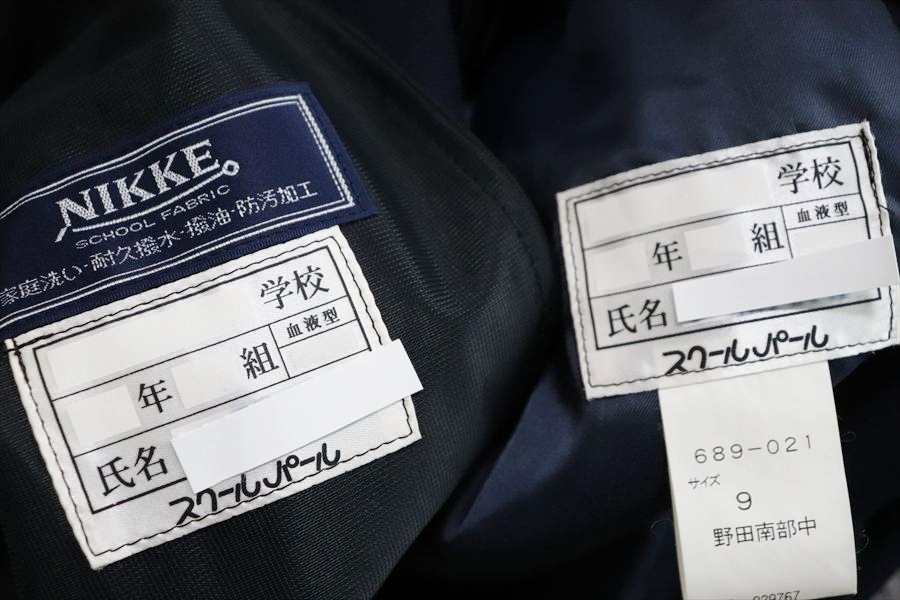 NIKKE
SCHOOL FABRIC
家庭洗い・耐久撥水・撥油・防汚加工
学校
血液型
年 組
氏名
スクールパール
学校
血液型
年 組
氏名
スクールパール
689-021
サイズ
9
野田南部中
029767